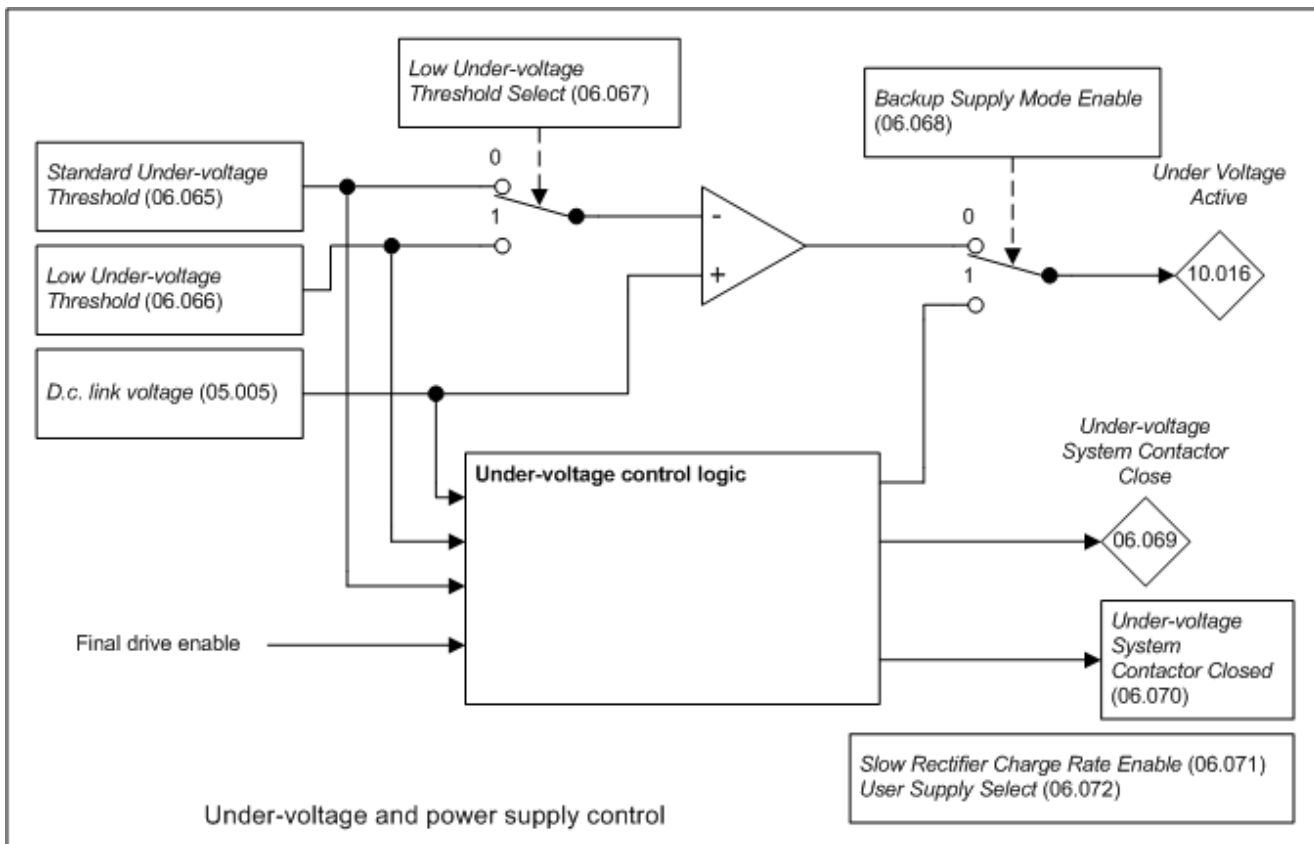 Low Under-voltage
Threshold Select (06.067)
Backup Supply Mode Enable
(06.068)
Standard Under-voltage
Threshold (06.065)
0
1
Low Under-voltage
Threshold (06.066)
-
+
0
1
Under Voltage
Active
10.016
D.c. link voltage (05.005)
Under-voltage control logic
Under-voltage
System Contactor
Close
06.069
Final drive enable
Under-voltage
System
Contactor Closed
(06.070)
Slow Rectifier Charge Rate Enable (06.071)
User Supply Select (06.072)
Under-voltage and power supply control